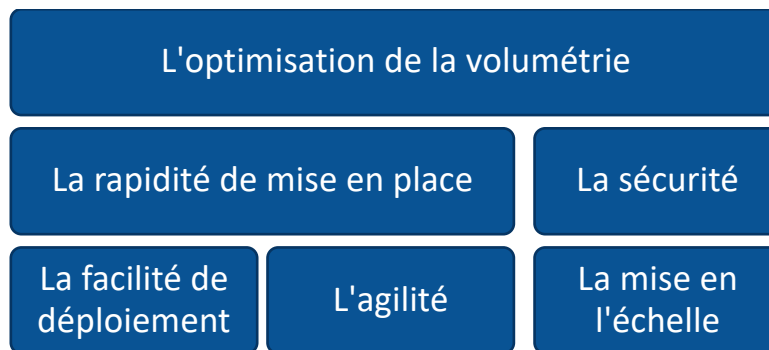 L'optimisation de la volumétrie
La rapidité de mise en place
La sécurité
La facilité de
déploiement
L'agilité
La mise en
l'échelle